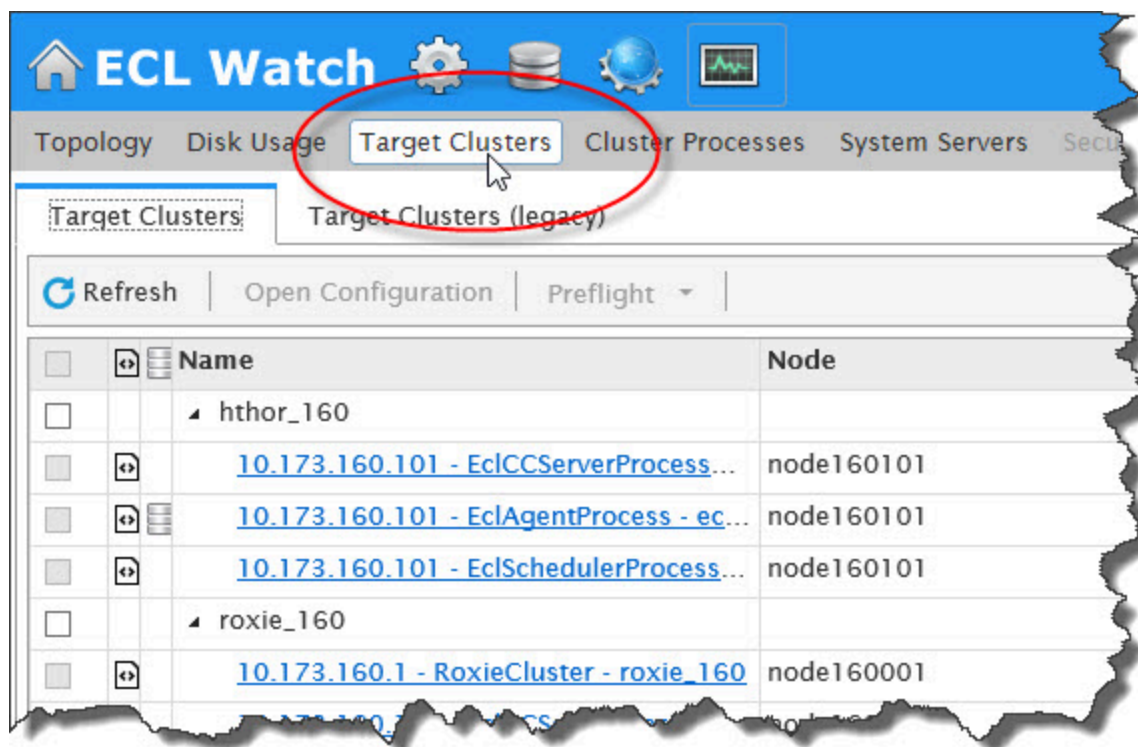 ECL Watch
Topology Disk Usage Target Clusters Cluster Processes System Servers
Target Clusters Target Clusters (legacy)
Refresh Open Configuration Preflight
Name Node
hthor_160
10.173.160.101 - EclCCServerProcess... node160101
10.173.160.101 - EclAgentProcess - ec... node160101
10.173.160.101 - EclSchedulerProcess... node160101
roxie_160
10.173.160.1 - RoxieCluster - roxie_160 node160001